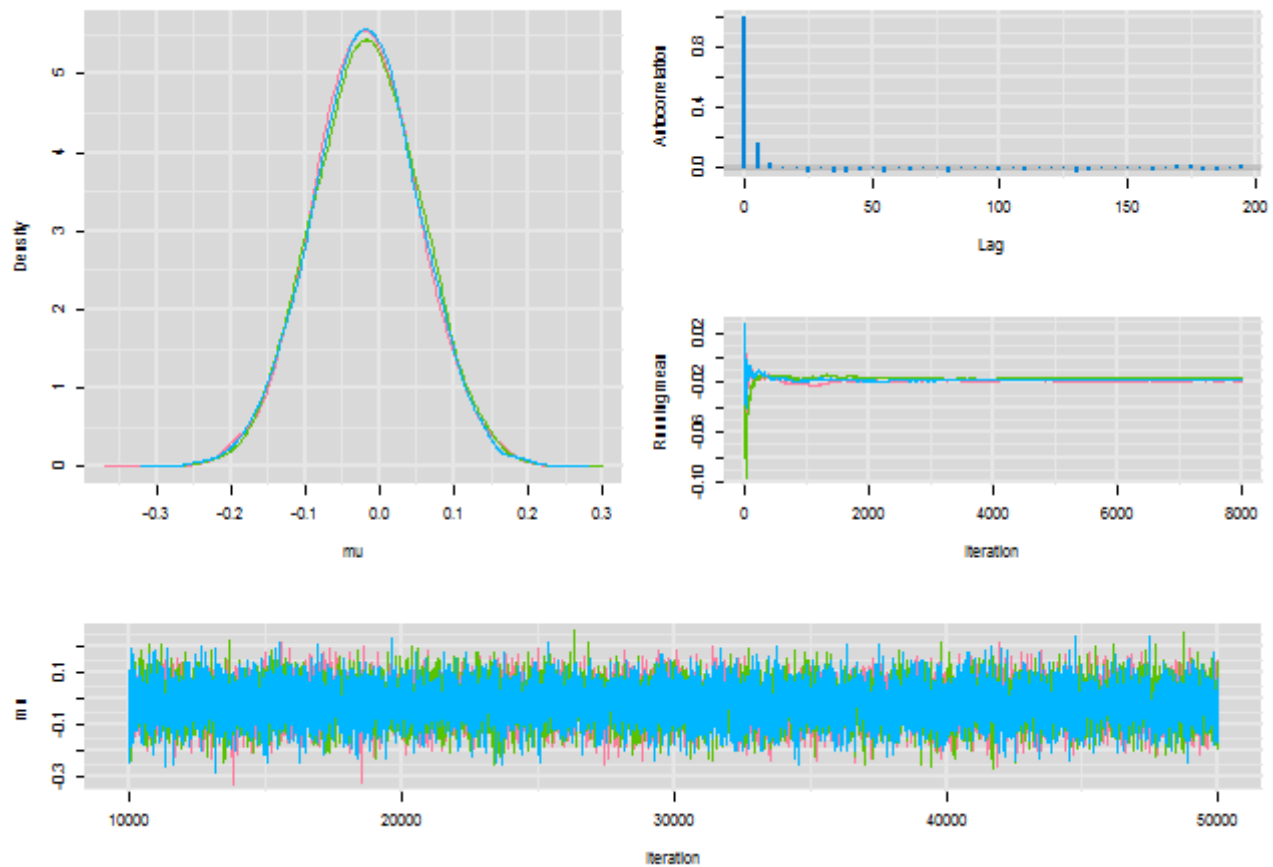 Density
5
4
3
2
1
0
-0.3 -0.2 -0.1 0.0 0.1 0.2 0.3
mu
Autocorrelation
0.8
0.4
0.0
0 50 100 150 200
Lag
Running mean
0.02
-0.02
-0.06
-0.10
0 2000 4000 6000 8000
Iteration
mu
0.1
-0.1
-0.3
10000 20000 30000 40000 50000
Iteration